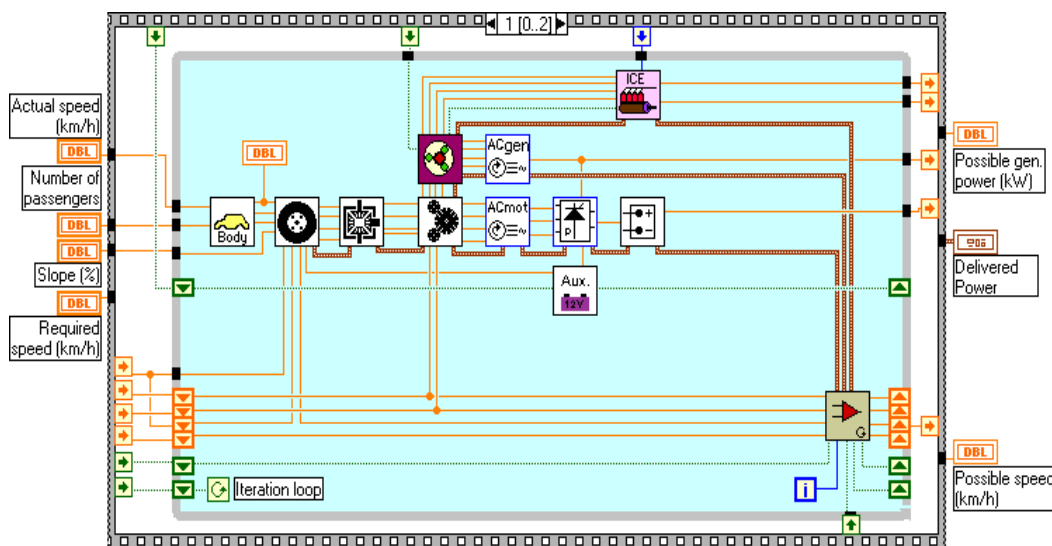 1 [0..2]
ICE
Actual speed
(km/h)
DBL
DBL
ACgen
DBL
Possible gen.
power (kW)
Number of
passengers
DBL
Body
ACmot
P
DBL
Slope (%)
DBL
Required
speed (km/h)
Aux.
12V
Delivered
Power
G
Iteration loop
i
DBL
Possible speed
(km/h)